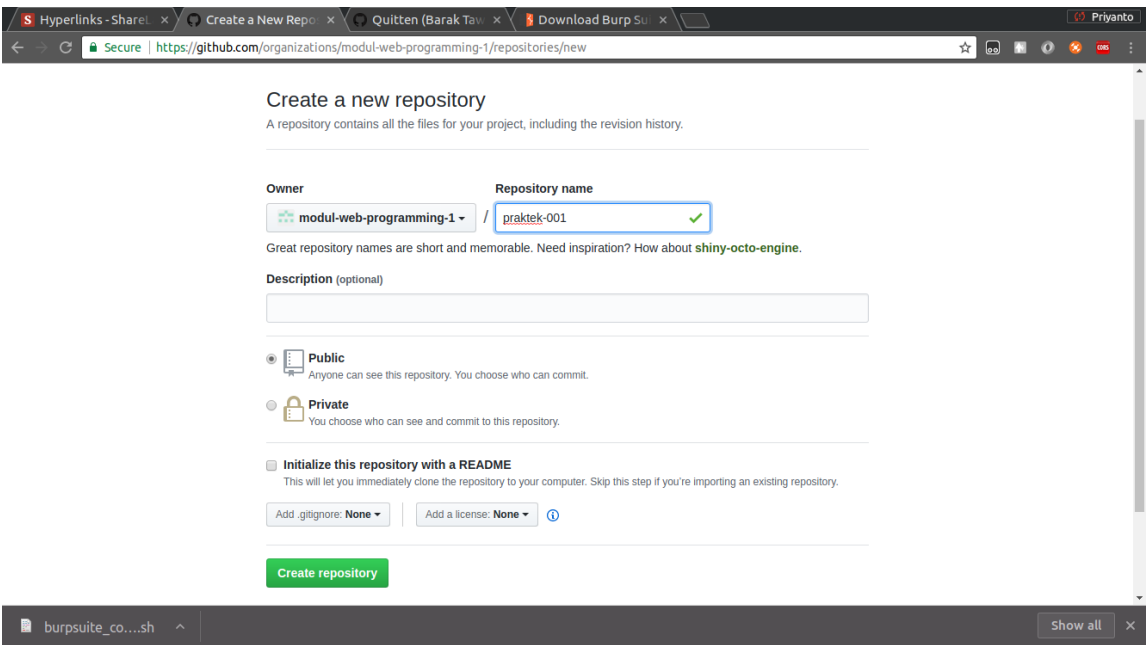 Hyperlinks - ShareL
Create a New Repos
Quitten (Barak Taw
Download Burp Sui
Priyanto
Secure
https://github.com/organizations/modul-web-programming-1/repositories/new
Create a new repository
A repository contains all the files for your project, including the revision history.
Owner
Repository name
modul-web-programming-1
/
praktek-001
Great repository names are short and memorable. Need inspiration? How about shiny-octo-engine.
Description (optional)
Public
Anyone can see this repository. You choose who can commit.
Private
You choose who can see and commit to this repository.
Initialize this repository with a README
This will let you immediately clone the repository to your computer. Skip this step if you're importing an existing repository.
Add .gitignore: None
Add a license: None
Create repository
burpsuite_co....sh
Show all